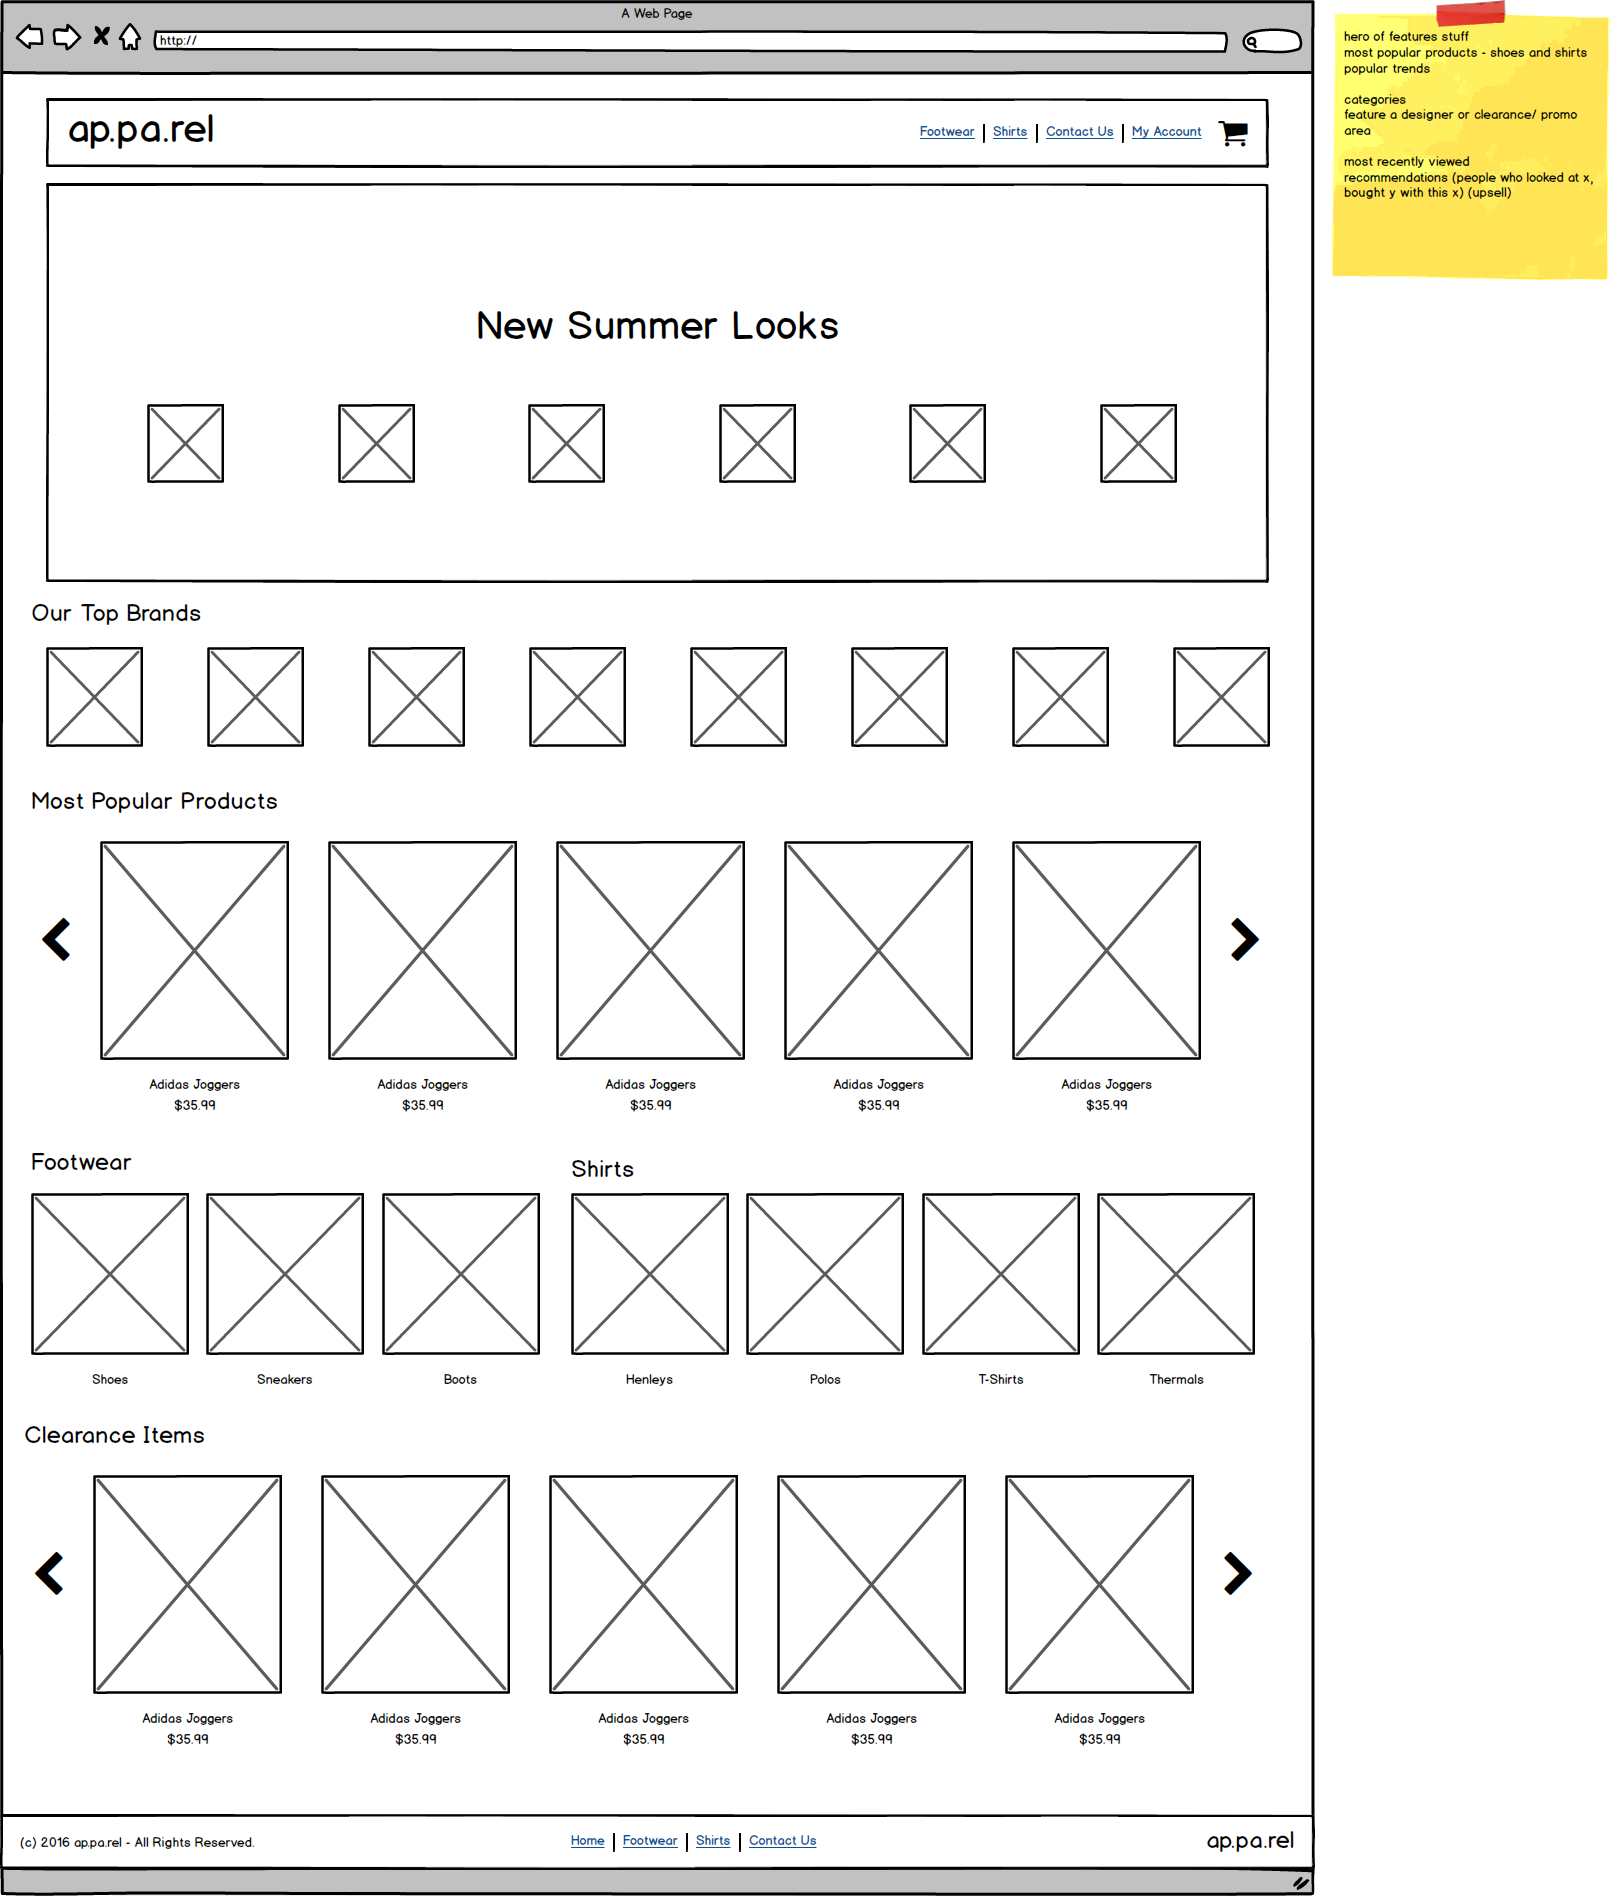 A Web Page
http://
ap.pa.rel
Footwear | Shirts | Contact Us | My Account
New Summer Looks
Our Top Brands
Most Popular Products
Adidas Joggers Adidas Joggers Adidas Joggers Adidas Joggers Adidas Joggers
$35.99 $35.99 $35.99 $35.99 $35.99
Footwear
Shirts
Shoes Sneakers Boots Henleys Polos T-Shirts Thermals
Clearance Items
Adidas Joggers Adidas Joggers Adidas Joggers Adidas Joggers Adidas Joggers
$35.99 $35.99 $35.99 $35.99 $35.99
(c) 2016 ap.pa.rel - All Rights Reserved.
Home | Footwear | Shirts | Contact Us
ap.pa.rel
hero of features stuff
most popular products - shoes and shirts
popular trends
categories
feature a designer or clearance/ promo
area
most recently viewed
recommendations (people who looked at x,
bought y with this x) (upsell)